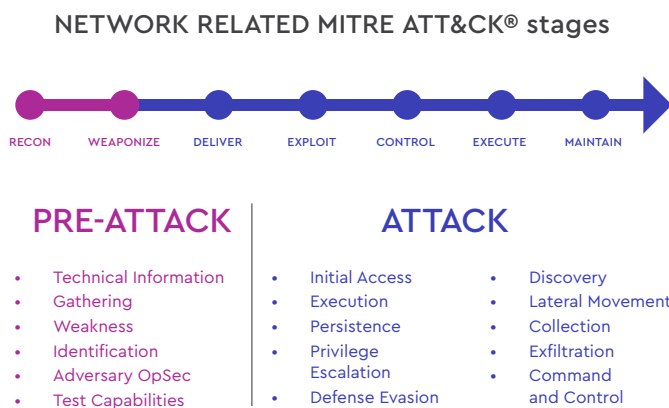 NETWORK RELATED MITRE ATT&CK® stages
RECON WEAPONIZE DELIVER EXPLOIT CONTROL EXECUTE MAINTAIN
PRE-ATTACK
• Technical Information
• Gathering
• Weakness
• Identification
• Adversary OpSec
• Test Capabilities
ATTACK
• Initial Access
• Execution
• Persistence
• Privilege
Escalation
• Defense Evasion
• Discovery
• Lateral Movement
• Collection
• Exfiltration
• Command
and Control